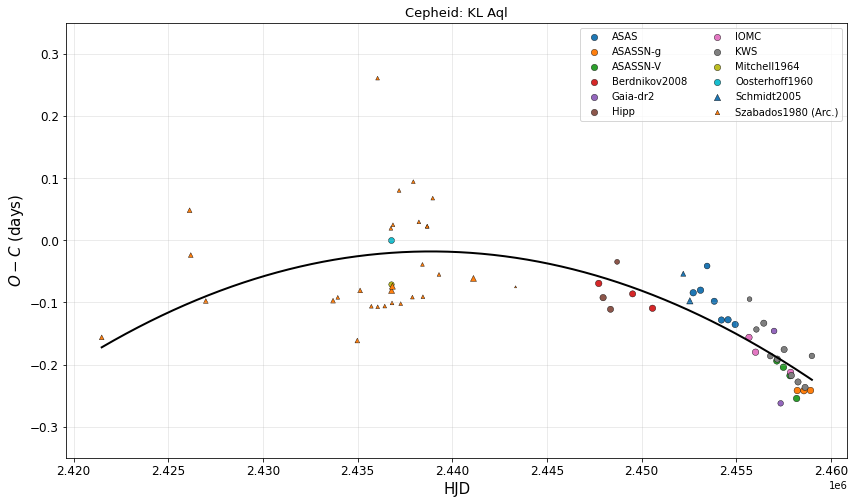 Cepheid: KL Aql
O − C (days)
0.3
0.2
0.1
0.0
−0.1
−0.2
−0.3
ASAS
ASASSN-g
ASASSN-V
Berdnikov2008
Gaia-dr2
Hipp
IOMC
KWS
Mitchell1964
Oosterhoff1960
Schmidt2005
Szabados1980 (Arc.)
2.420 2.425 2.430 2.435 2.440 2.445 2.450 2.455 2.460
1e6
HJD